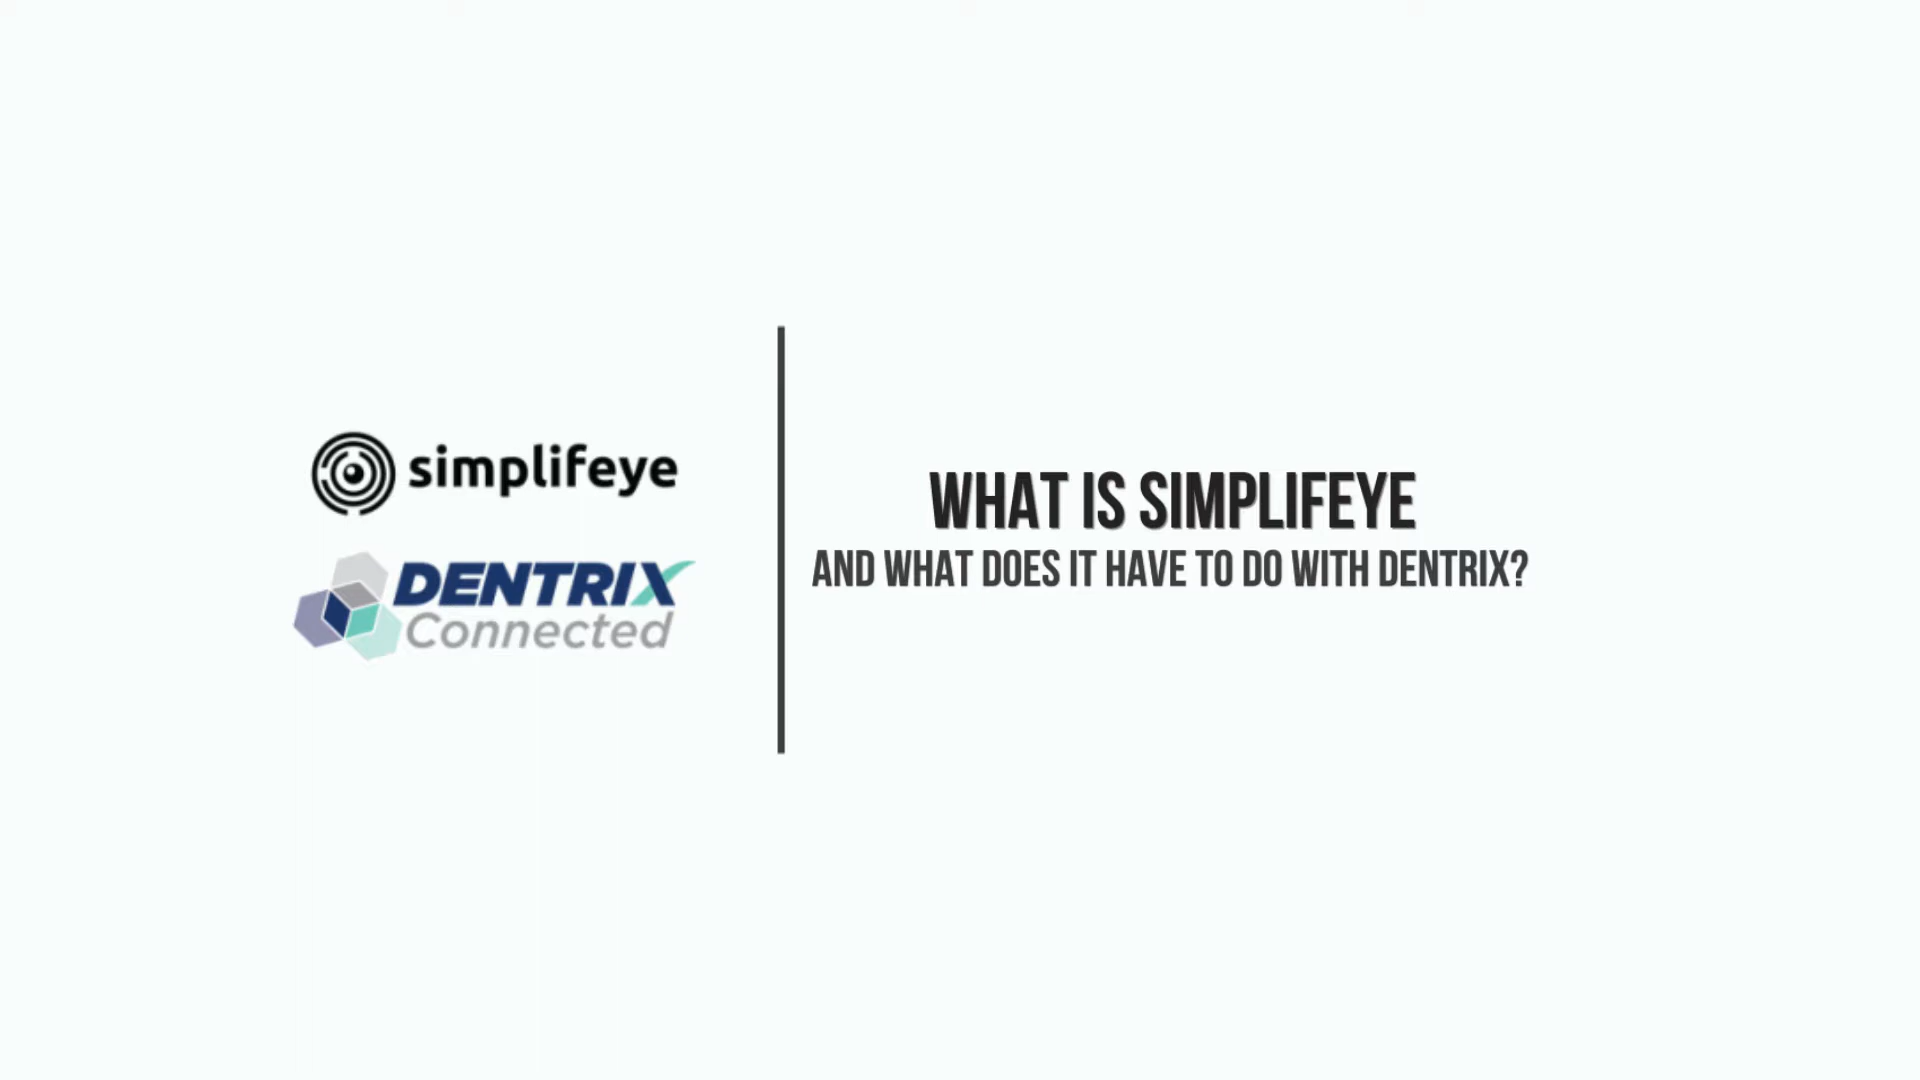 simplifeye
DENTRIX
Connected
WHAT IS SIMPLIFEYE
AND WHAT DOES IT HAVE TO DO WITH DENTRIX?